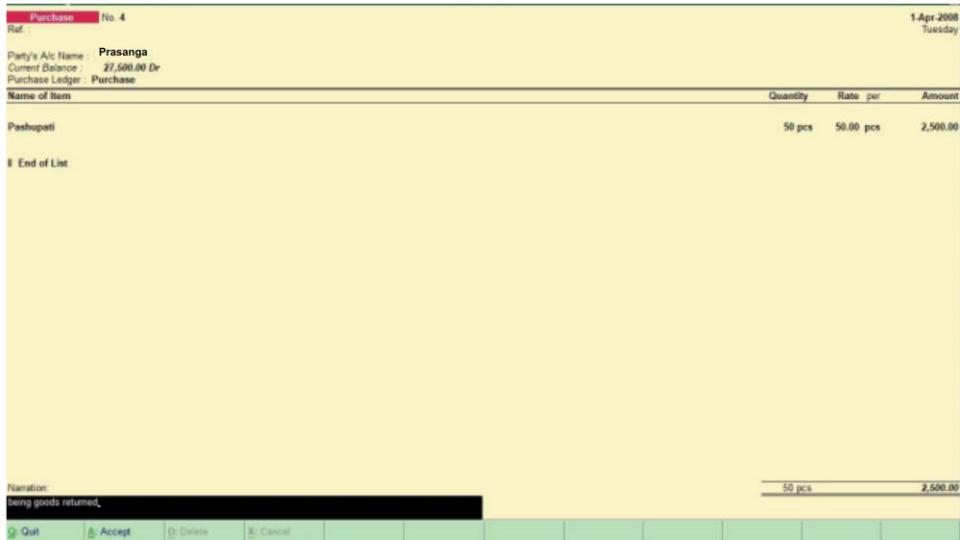 Purchase No. 4 1-Apr-2008
Ref. : Tuesday
Party's A/c Name : Prasanga
Current Balance : 27,500.00 Dr
Purchase Ledger : Purchase
Name of Item Quantity Rate per Amount
Pashupati 50 pcs 50.00 pcs 2,500.00
End of List
Narration: 50 pcs 2,500.00
being goods returned
Q: Quit A: Accept D: Delete X: Cancel